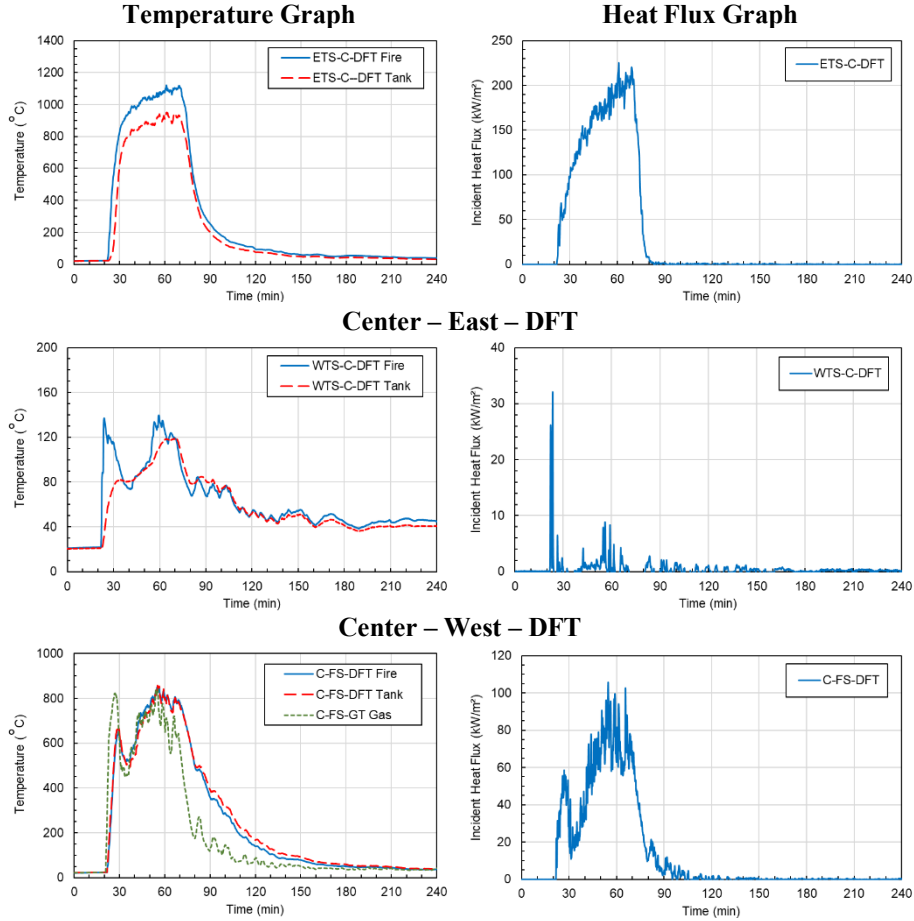 Temperature Graph
Heat Flux Graph
1400
1200
1000
800
600
400
200
0
Temperature (°C)
ETS-C-DFT Fire
ETS-C--DFT Tank
0 30 60 90 120 150 180 210 240
Time (min)
250
200
150
100
50
0
Incident Heat Flux (kW/m²)
ETS-C-DFT
0 30 60 90 120 150 180 210 240
Time (min)
Center – East – DFT
200
160
120
80
40
0
Temperature (°C)
WTS-C-DFT Fire
WTS-C-DFT Tank
0 30 60 90 120 150 180 210 240
Time (min)
40
30
20
10
0
Incident Heat Flux (kW/m²)
WTS-C-DFT
0 30 60 90 120 150 180 210 240
Time (min)
Center – West – DFT
1000
800
600
400
200
0
Temperature (°C)
C-FS-DFT Fire
C-FS-DFT Tank
C-FS-GT Gas
0 30 60 90 120 150 180 210 240
Time (min)
120
100
80
60
40
20
0
Incident Heat Flux (kW/m²)
C-FS-DFT
0 30 60 90 120 150 180 210 240
Time (min)